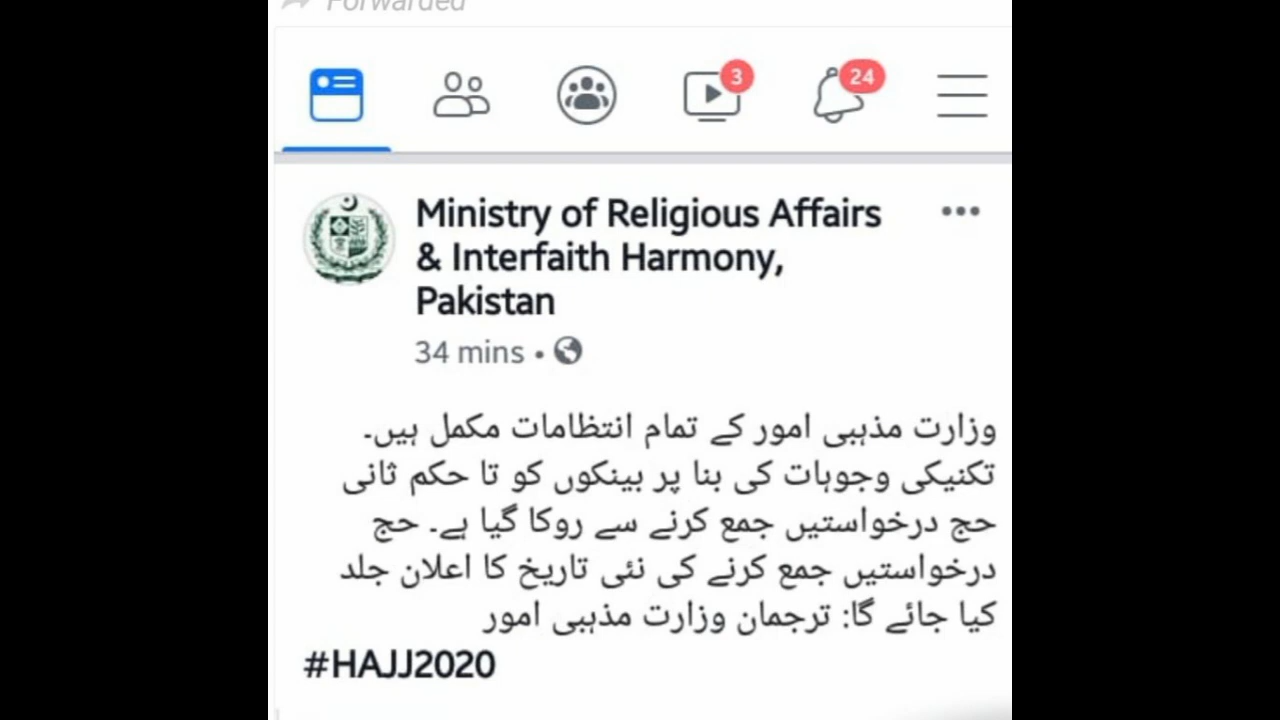 Forwarded
3
24
Ministry of Religious Affairs
& Interfaith Harmony,
Pakistan
34 mins •
وزارت مذہبی امور کے تمام انتظامات مکمل ہیں۔
تکنیکی وجوہات کی بنا پر بینکوں کو تا حکم ثانی
حج درخواستیں جمع کرنے سے روکا گیا ہے۔ حج
درخواستیں جمع کرنے کی نئی تاریخ کا اعلان جلد
کیا جائے گا: ترجمان وزارت مذہبی امور
#HAJJ2020